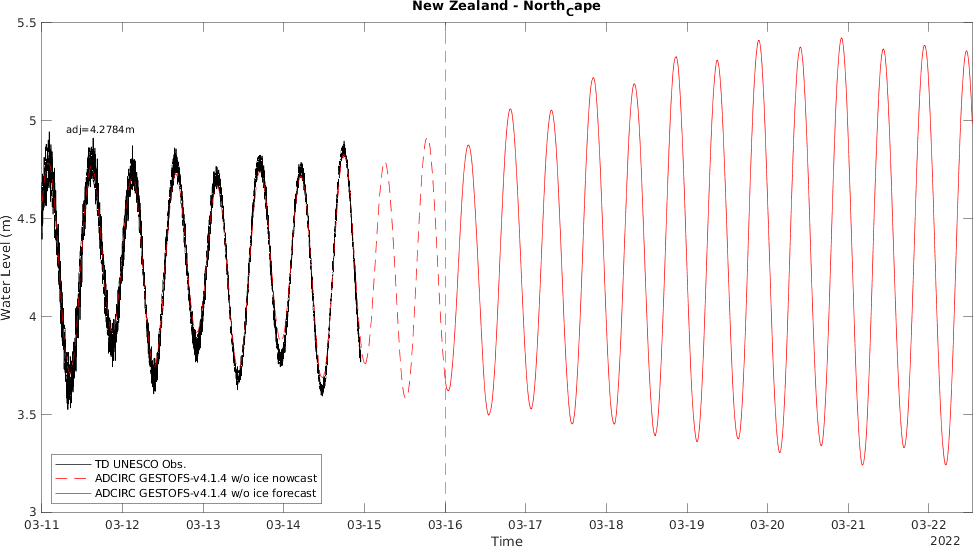 New Zealand - NorthCape
5.5
5
4.5
4
3.5
3
Water Level (m)
adj=4.2784m
TD UNESCO Obs.
ADCIRC GESTOFS-v4.1.4 w/o ice nowcast
ADCIRC GESTOFS-v4.1.4 w/o ice forecast
03-11 03-12 03-13 03-14 03-15 03-16 03-17 03-18 03-19 03-20 03-21 03-22
Time
2022